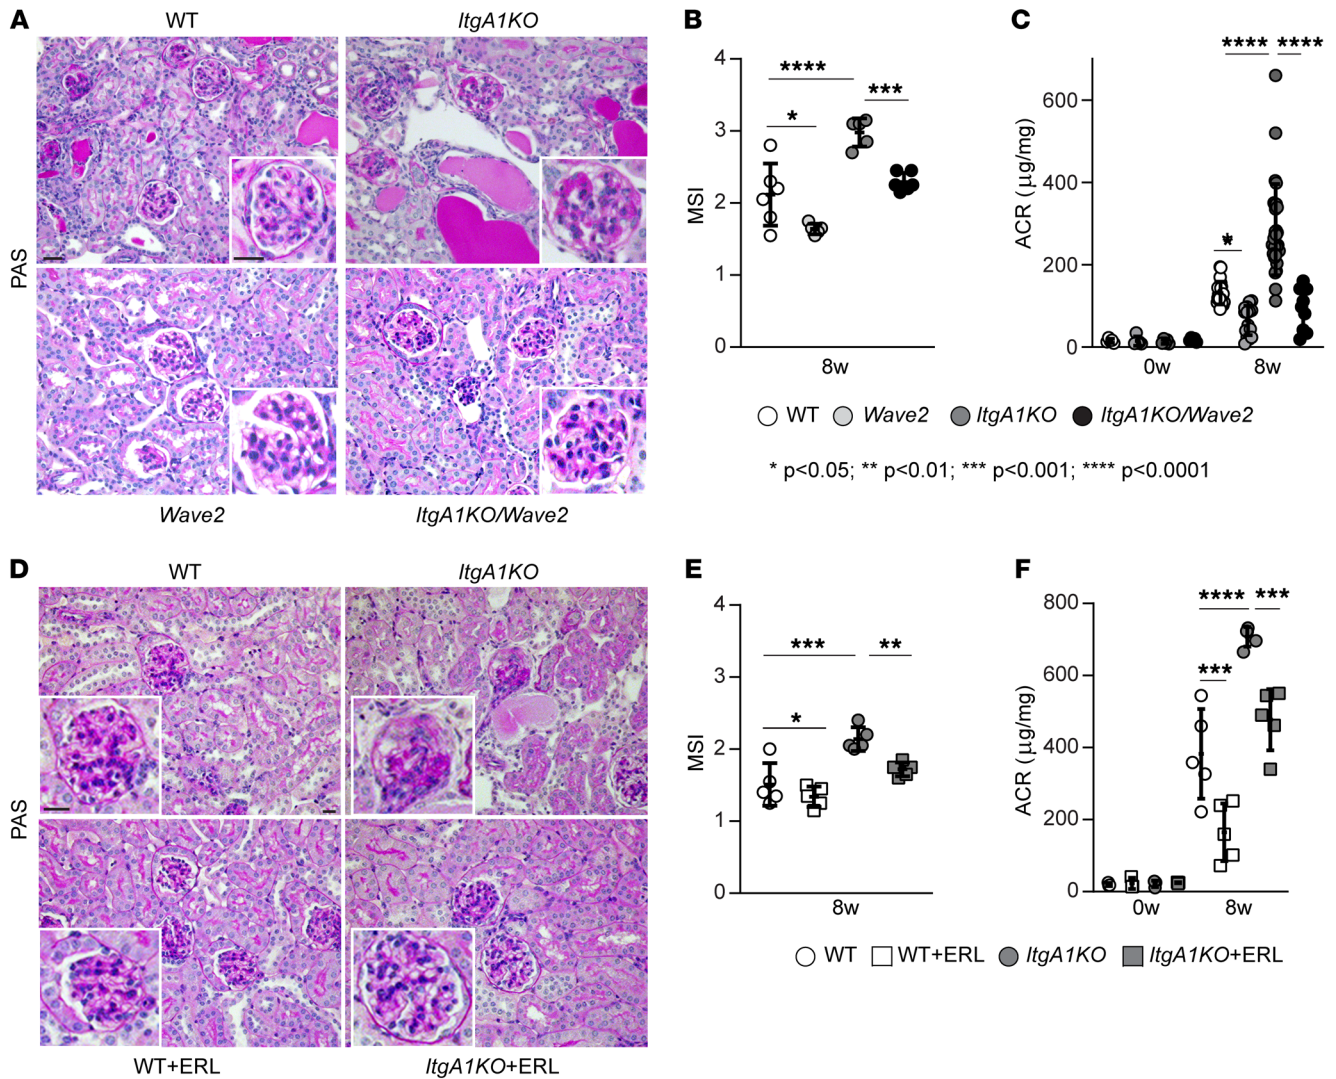 A
WT
ItgA1KO
PAS
Wave2
ItgA1KO/Wave2
B
MSI
4
3
2
1
0
****
***
*
8w
C
ACR (µg/mg)
600
400
200
0
****
****
*
0w
8w
WT
Wave2
ItgA1KO
ItgA1KO/Wave2
* p<0.05; ** p<0.01; *** p<0.001; **** p<0.0001
D
WT
ItgA1KO
PAS
WT+ERL
ItgA1KO+ERL
E
MSI
4
3
2
1
0
***
**
*
8w
F
ACR (µg/mg)
800
600
400
200
0
****
***
***
0w
8w
WT
WT+ERL
ItgA1KO
ItgA1KO+ERL